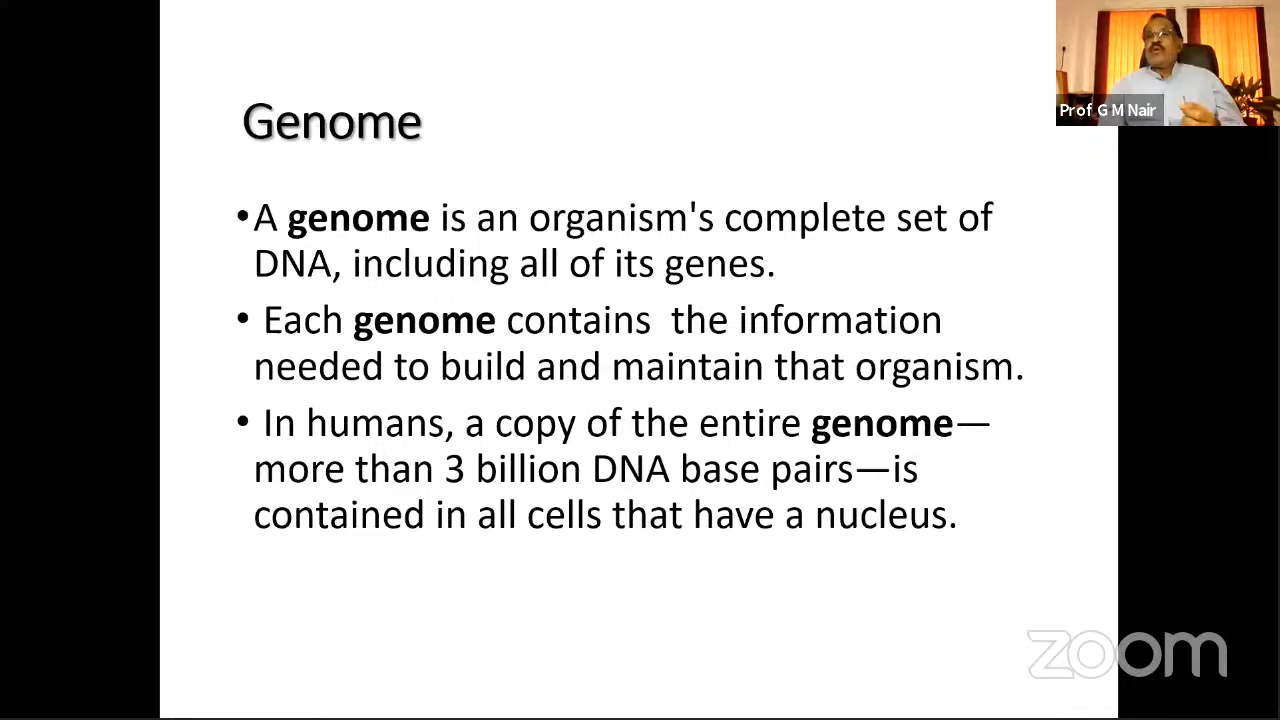 Prof G M Nair
Genome
•A genome is an organism's complete set of
DNA, including all of its genes.
• Each genome contains  the information
needed to build and maintain that organism.
• In humans, a copy of the entire genome—
more than 3 billion DNA base pairs—is
contained in all cells that have a nucleus.
zoom